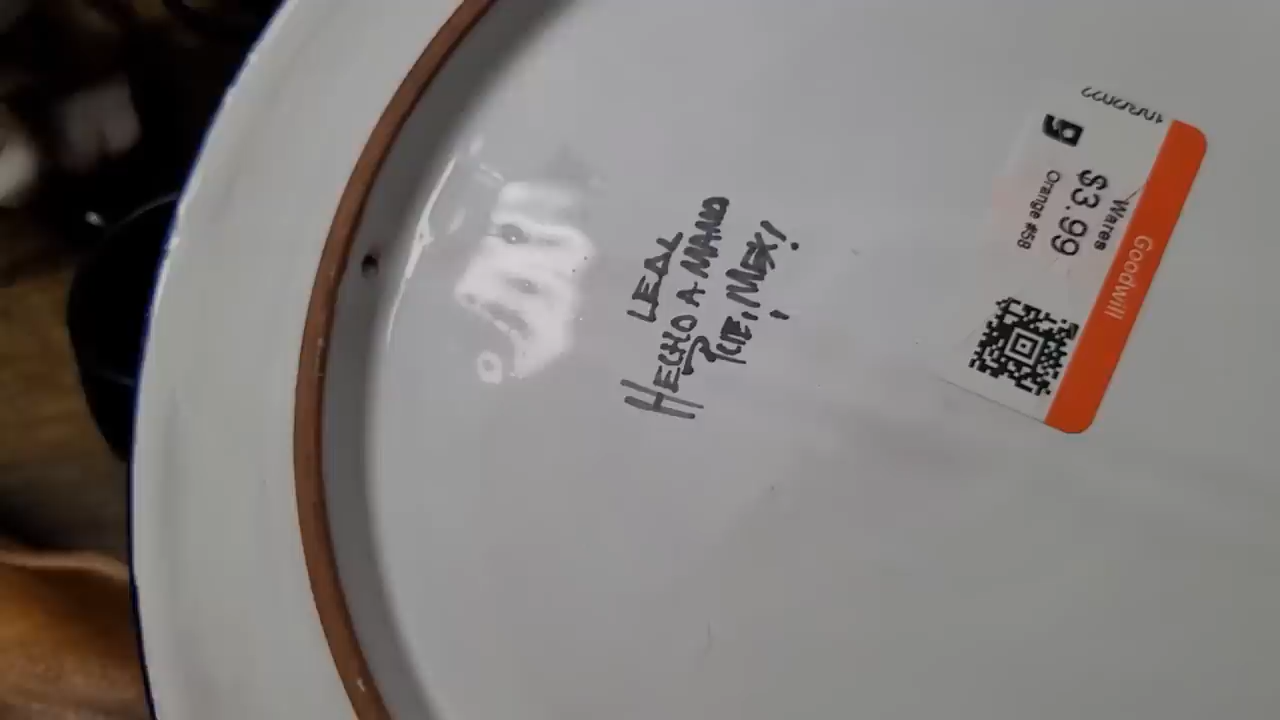 LEAL
HECHO A MANO
PUE, MEX!
Goodwill
Wares
$3.99
Orange #58